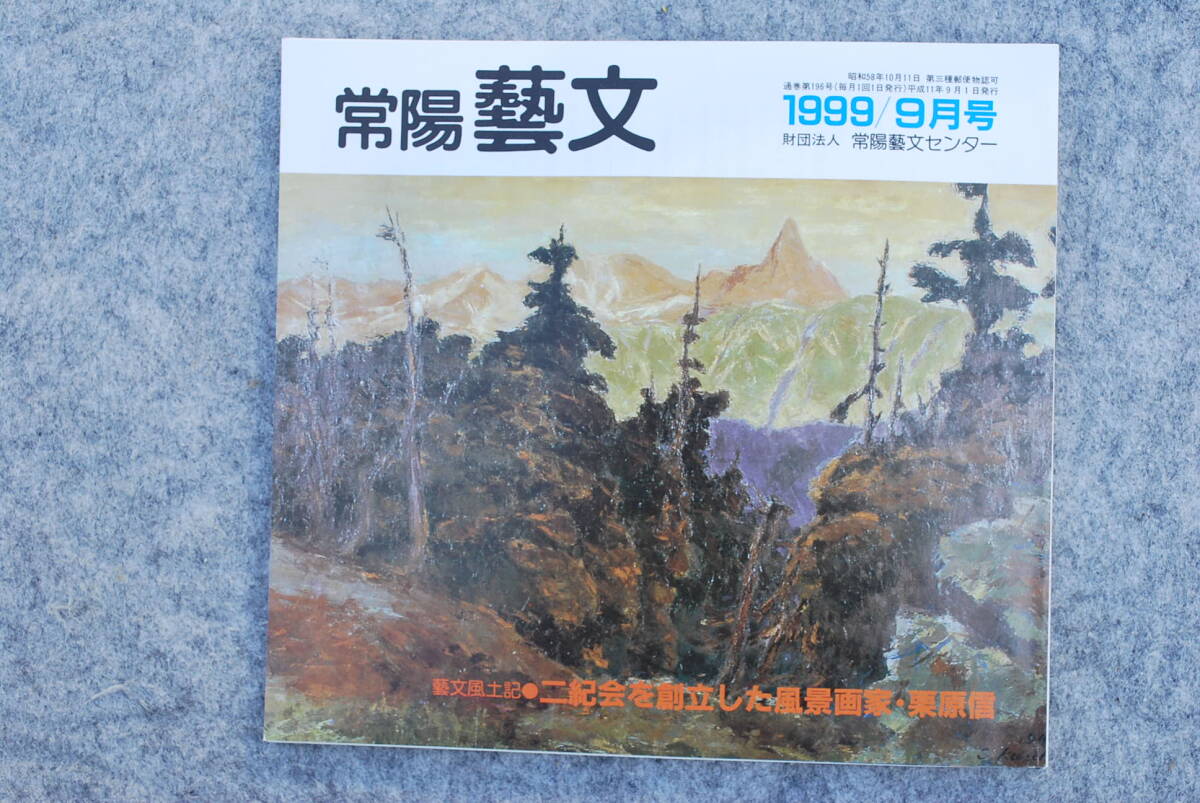 常陽藝文
昭和58年10月11日 第三種郵便物認可
通巻第196号(毎月1回1日発行)平成11年9月1日発行
1999/9月号
財団法人 常陽藝文センター
藝文風土記●二紀会を創立した風景画家・栗原信